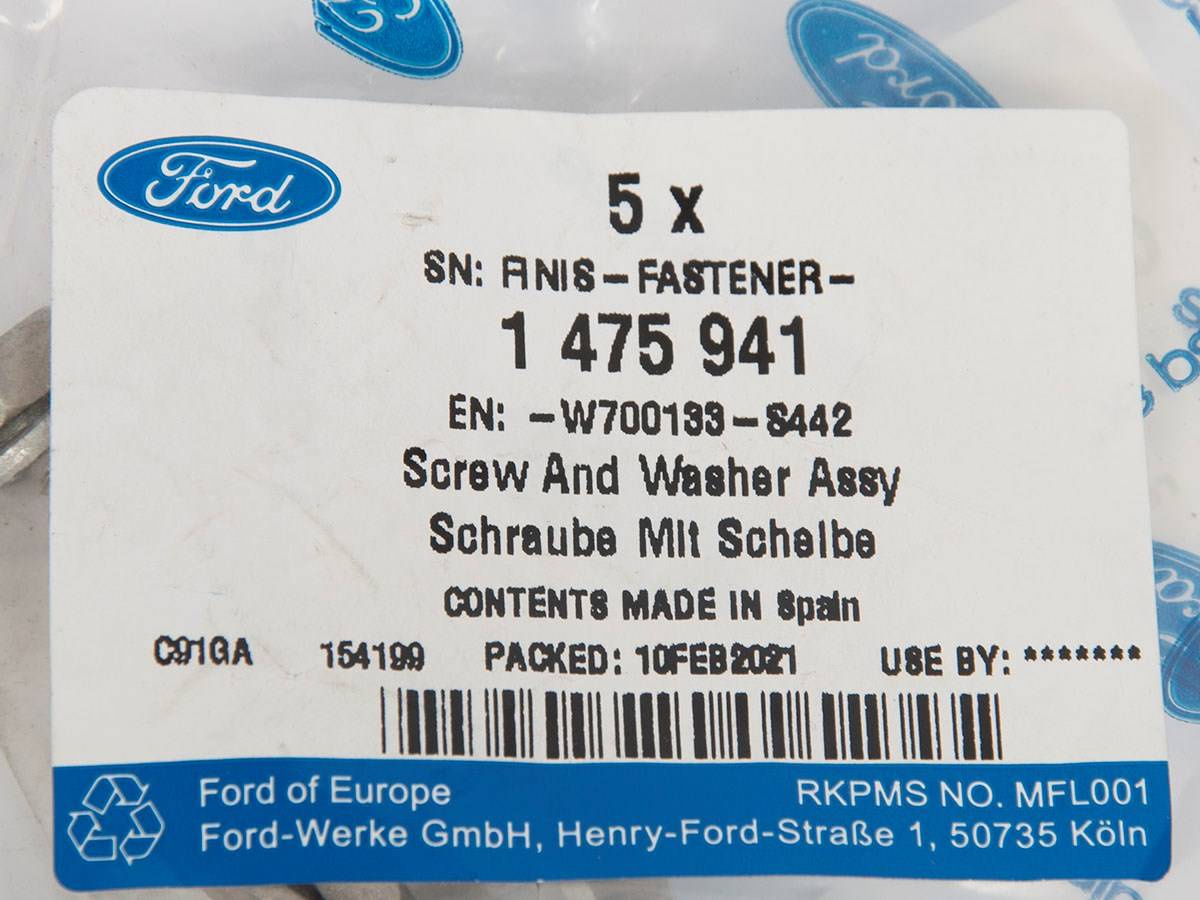 Ford
5 x
SN: FINIS-FASTENER-
1 475 941
EN: -W700133-S442
Screw And Washer Assy
Schraube Mit Scheibe
CONTENTS MADE IN Spain
C91GA 154199 PACKED: 10FEB2021 USE BY: *******
Ford of Europe
RKPMS NO. MFL001
Ford-Werke GmbH, Henry-Ford-Straße 1, 50735 Köln
Ford